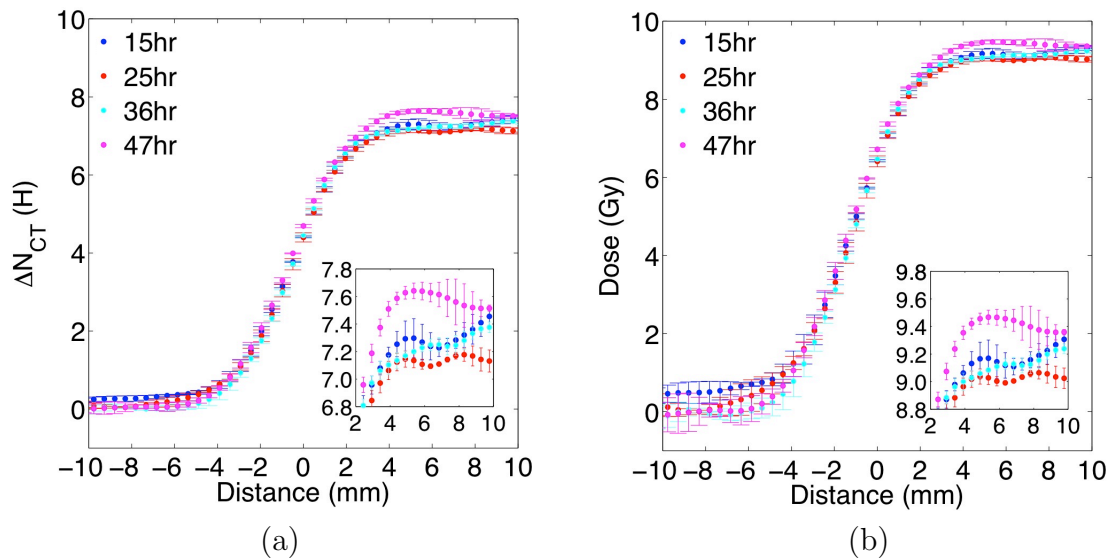 10
8
6
4
2
0
ΔN_CT (H)
15hr
25hr
36hr
47hr
7.8
7.6
7.4
7.2
7.0
6.8
2 4 6 8 10
−10 −8 −6 −4 −2 0 2 4 6 8 10
Distance (mm)
(a)
10
8
6
4
2
0
Dose (Gy)
15hr
25hr
36hr
47hr
9.8
9.6
9.4
9.2
9.0
8.8
2 4 6 8 10
−10 −8 −6 −4 −2 0 2 4 6 8 10
Distance (mm)
(b)